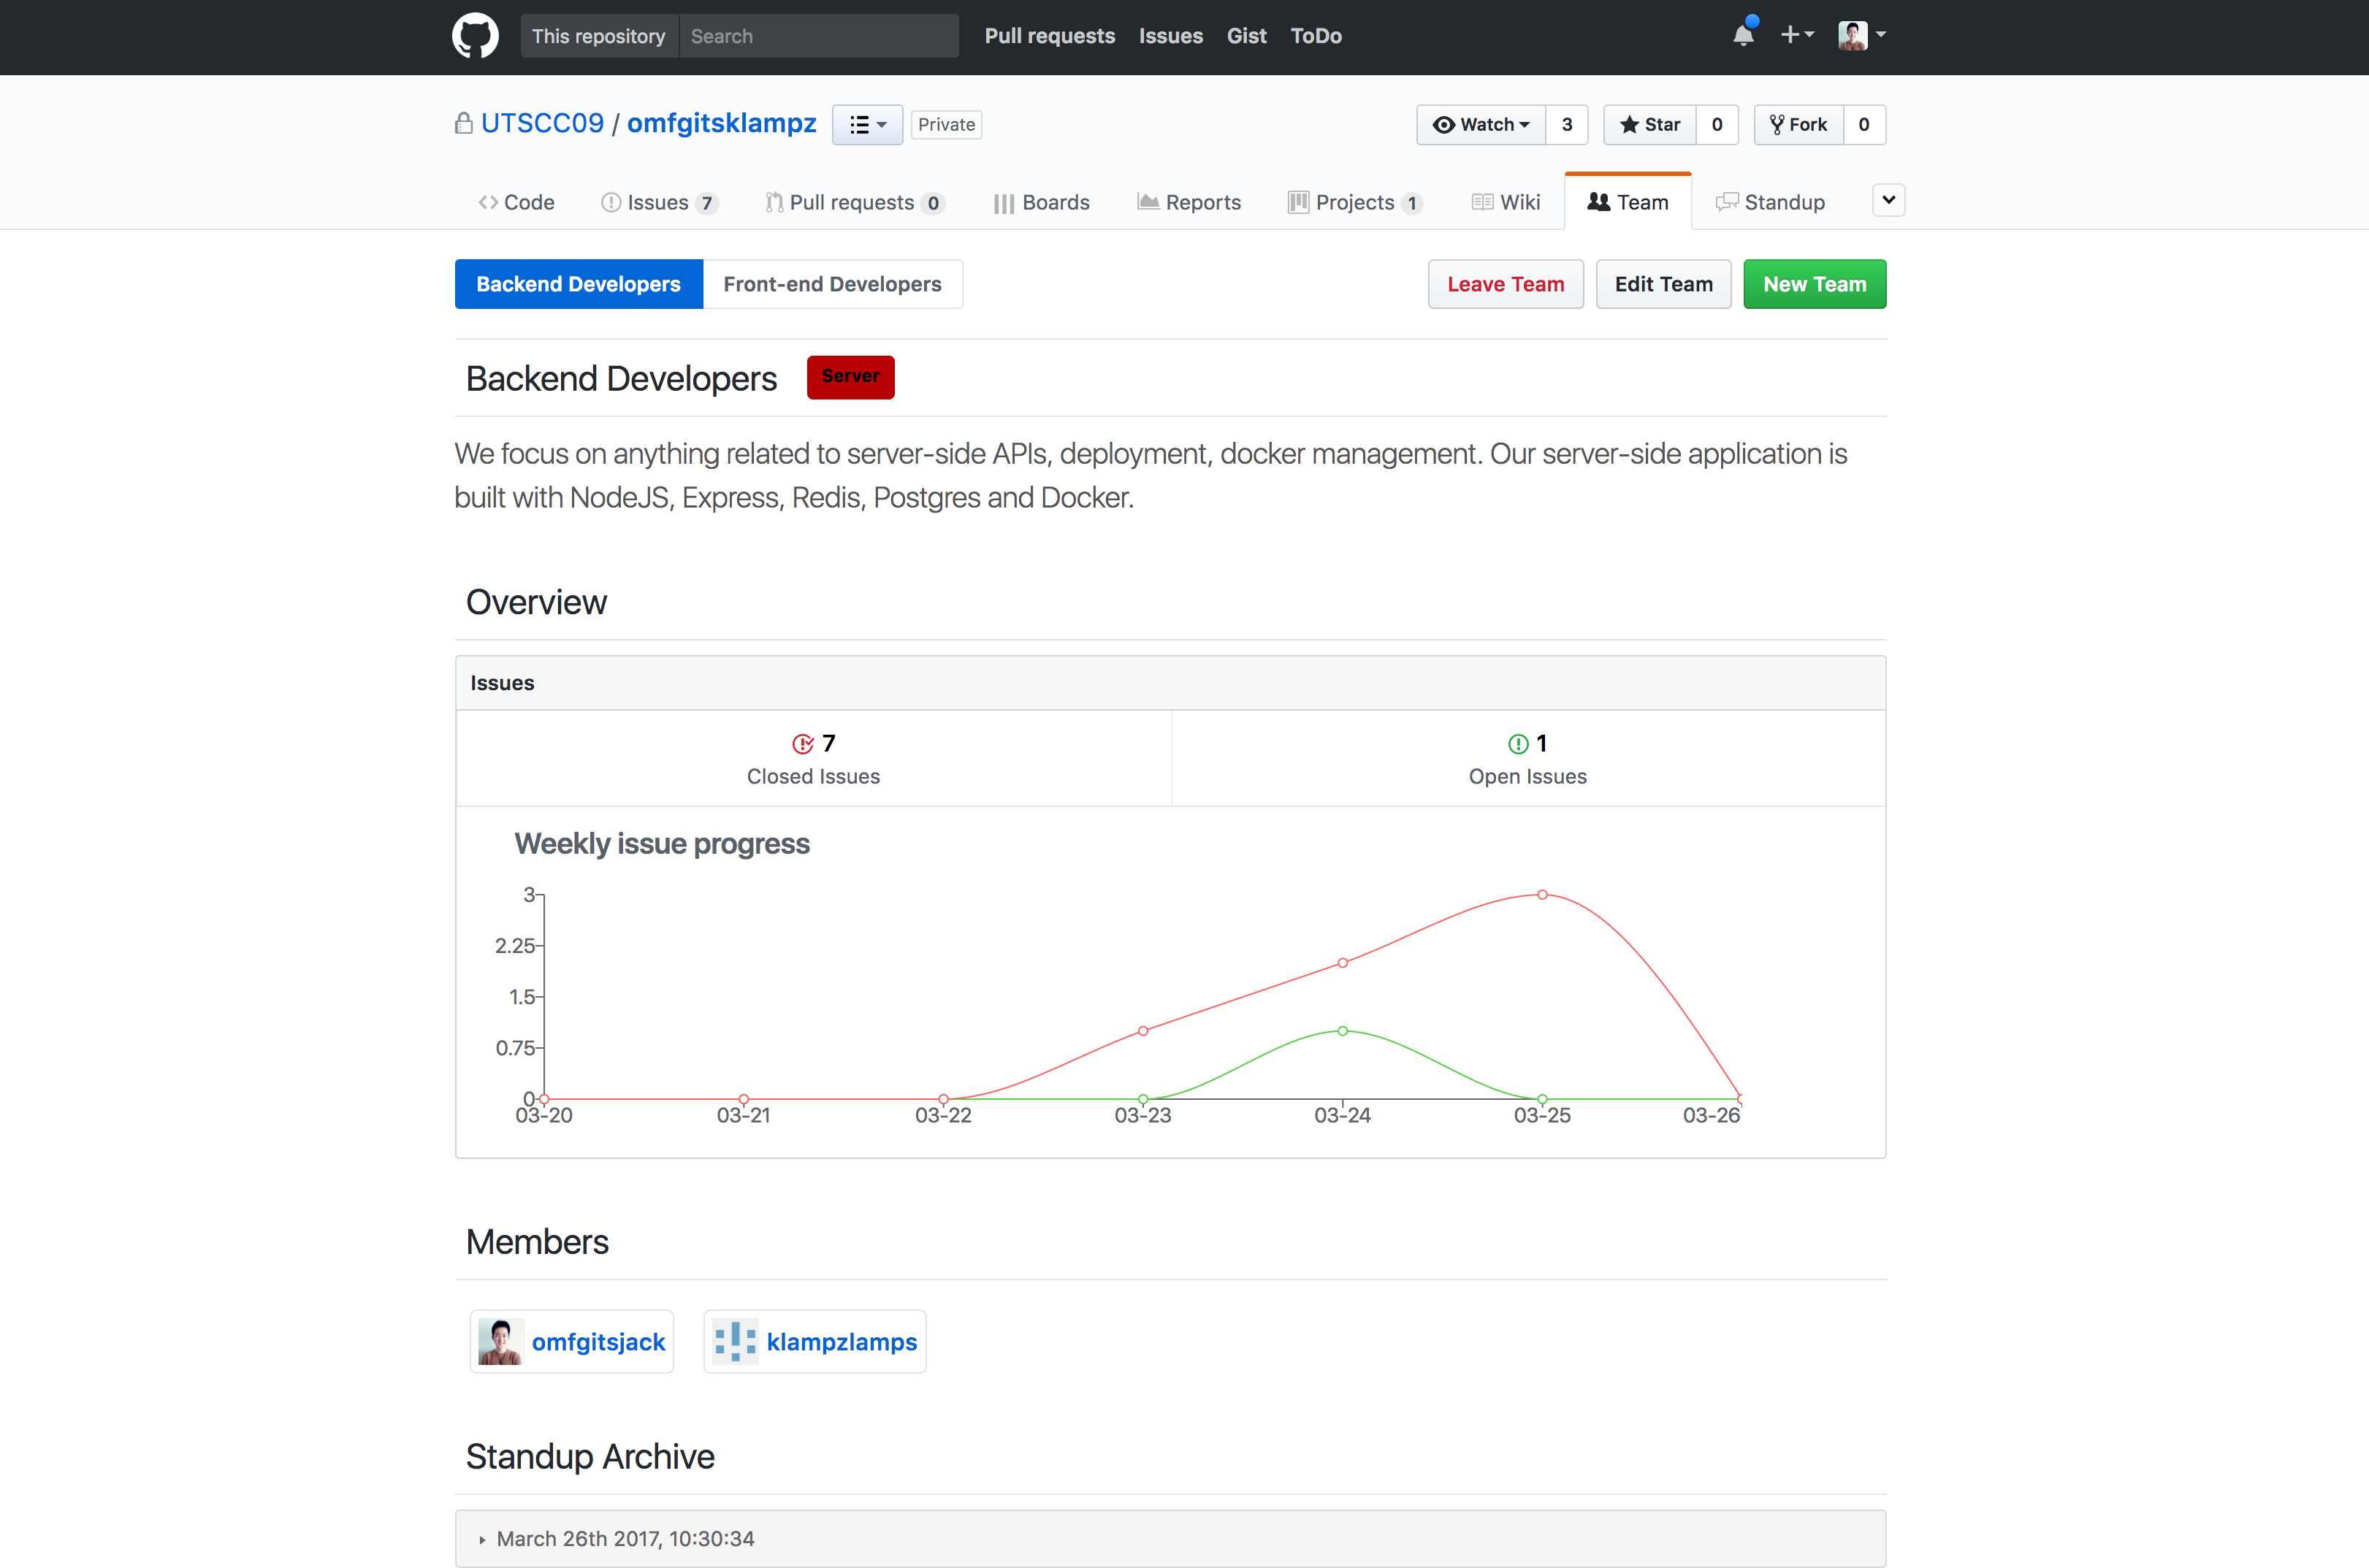 This repository Search Pull requests Issues Gist ToDo
UTSCC09 / omfgitsklampz Private Watch 3 Star 0 Fork 0
Code Issues 7 Pull requests 0 Boards Reports Projects 1 Wiki Team Standup
Backend Developers Front-end Developers Leave Team Edit Team New Team
Backend Developers Server
We focus on anything related to server-side APIs, deployment, docker management. Our server-side application is
built with NodeJS, Express, Redis, Postgres and Docker.
Overview
Issues
7 1
Closed Issues Open Issues
Weekly issue progress
3
2.25
1.5
0.75
0
03-20 03-21 03-22 03-23 03-24 03-25 03-26
Members
omfgitsjack klampzlamps
Standup Archive
March 26th 2017, 10:30:34